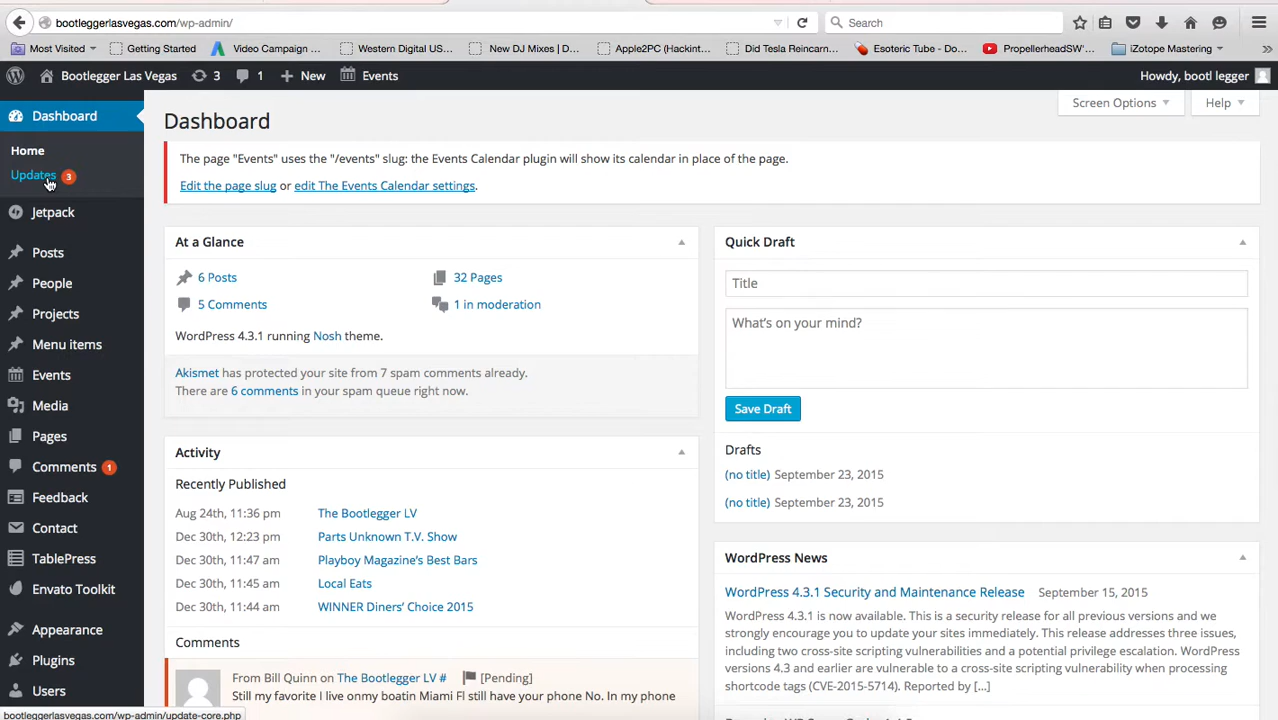 bootleggerlasvegas.com/wp-admin/
Search
Most Visited
Getting Started
Video Campaign ...
Western Digital US...
New DJ Mixes | D...
Apple2PC (Hackint...
Did Tesla Reincarn...
Esoteric Tube - Do...
PropellerheadSW'...
iZotope Mastering
Bootlegger Las Vegas
3
1
New
Events
Howdy, bootl legger
Dashboard
Home
Updates 3
Jetpack
Posts
People
Projects
Menu items
Events
Media
Pages
Comments 1
Feedback
Contact
TablePress
Envato Toolkit
Appearance
Plugins
Users
bootleggerlasvegas.com/wp-admin/update-core.php
Screen Options
Help
Dashboard
The page "Events" uses the "/events" slug: the Events Calendar plugin will show its calendar in place of the page.
Edit the page slug or edit The Events Calendar settings.
At a Glance
6 Posts
32 Pages
5 Comments
1 in moderation
WordPress 4.3.1 running Nosh theme.
Akismet has protected your site from 7 spam comments already.
There are 6 comments in your spam queue right now.
Activity
Recently Published
Aug 24th, 11:36 pm The Bootlegger LV
Dec 30th, 12:23 pm Parts Unknown T.V. Show
Dec 30th, 11:47 am Playboy Magazine's Best Bars
Dec 30th, 11:45 am Local Eats
Dec 30th, 11:44 am WINNER Diners' Choice 2015
Comments
From Bill Quinn on The Bootlegger LV # [Pending]
Still my favorite I live onmy boatin Miami Fl still have your phone No. In my phone
Quick Draft
Title
What's on your mind?
Save Draft
Drafts
(no title) September 23, 2015
(no title) September 23, 2015
WordPress News
WordPress 4.3.1 Security and Maintenance Release September 15, 2015
WordPress 4.3.1 is now available. This is a security release for all previous versions and we
strongly encourage you to update your sites immediately. This release addresses three issues,
including two cross-site scripting vulnerabilities and a potential privilege escalation. WordPress
versions 4.3 and earlier are vulnerable to a cross-site scripting vulnerability when processing
shortcode tags (CVE-2015-5714). Reported by […]